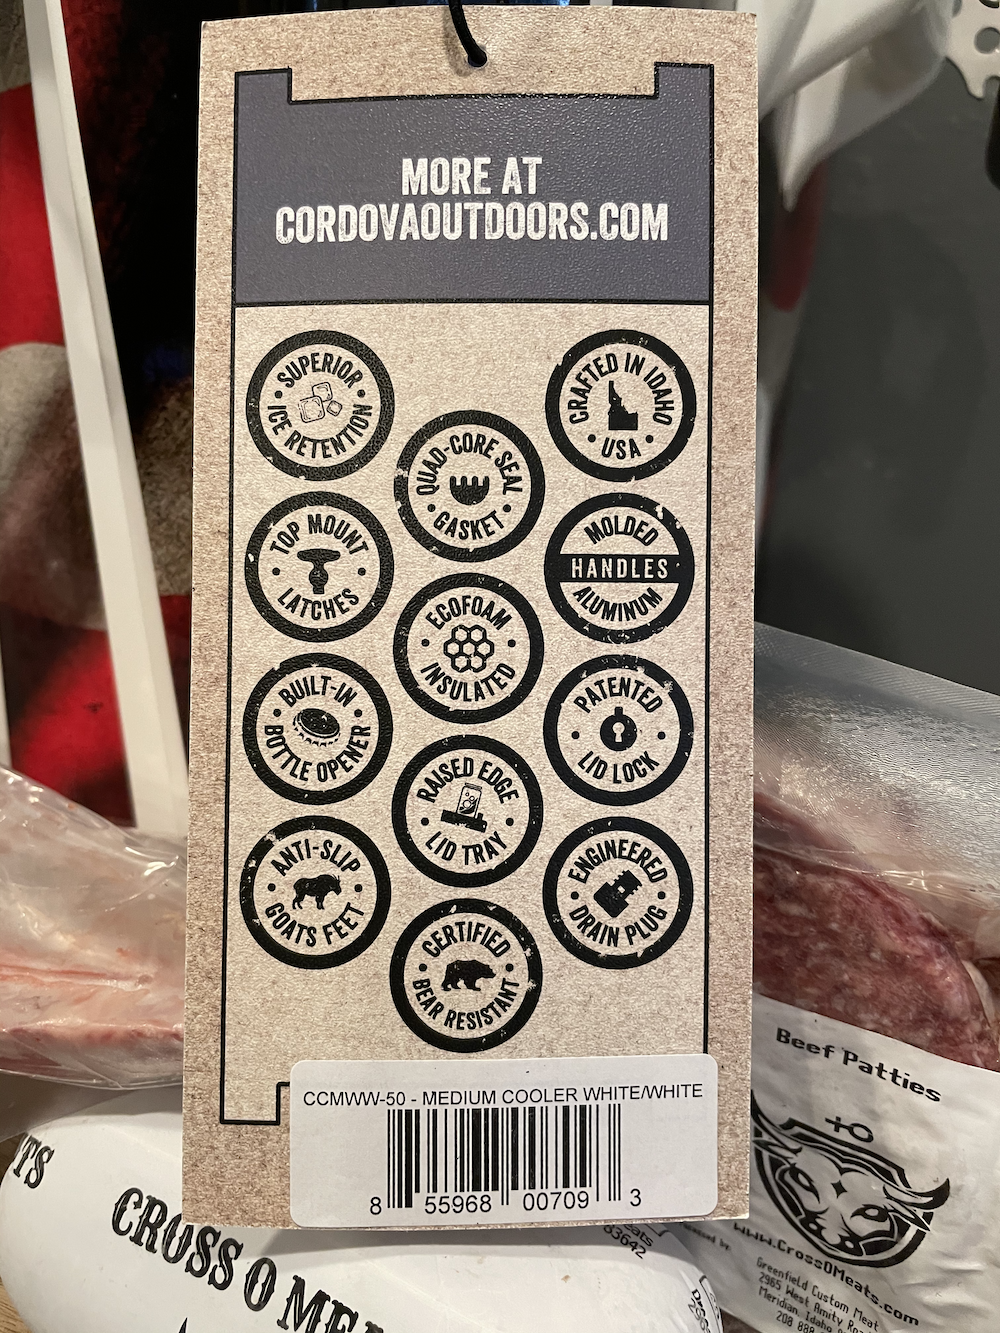 MORE AT
CORDOVAOUTDOORS.COM
SUPERIOR
ICE RETENTION
CRAFTED IN IDAHO
USA
QUAD-CORE SEAL
GASKET
TOP MOUNT
LATCHES
MOLDED
HANDLES
ALUMINUM
ECOFOAM
INSULATED
BUILT-IN
BOTTLE OPENER
PATENTED
LID LOCK
RAISED EDGE
LID TRAY
ANTI-SLIP
GOATS FEET
ENGINEERED
DRAIN PLUG
CERTIFIED
BEAR RESISTANT
CCMWW-50 - MEDIUM COOLER WHITE/WHITE
8 55968 00709 3
Beef Patties
www.CrossOMeats.com
Greenfield Custom Meat
2965 West Amity
Meridian, Idaho
208 888
83642
CROSS O